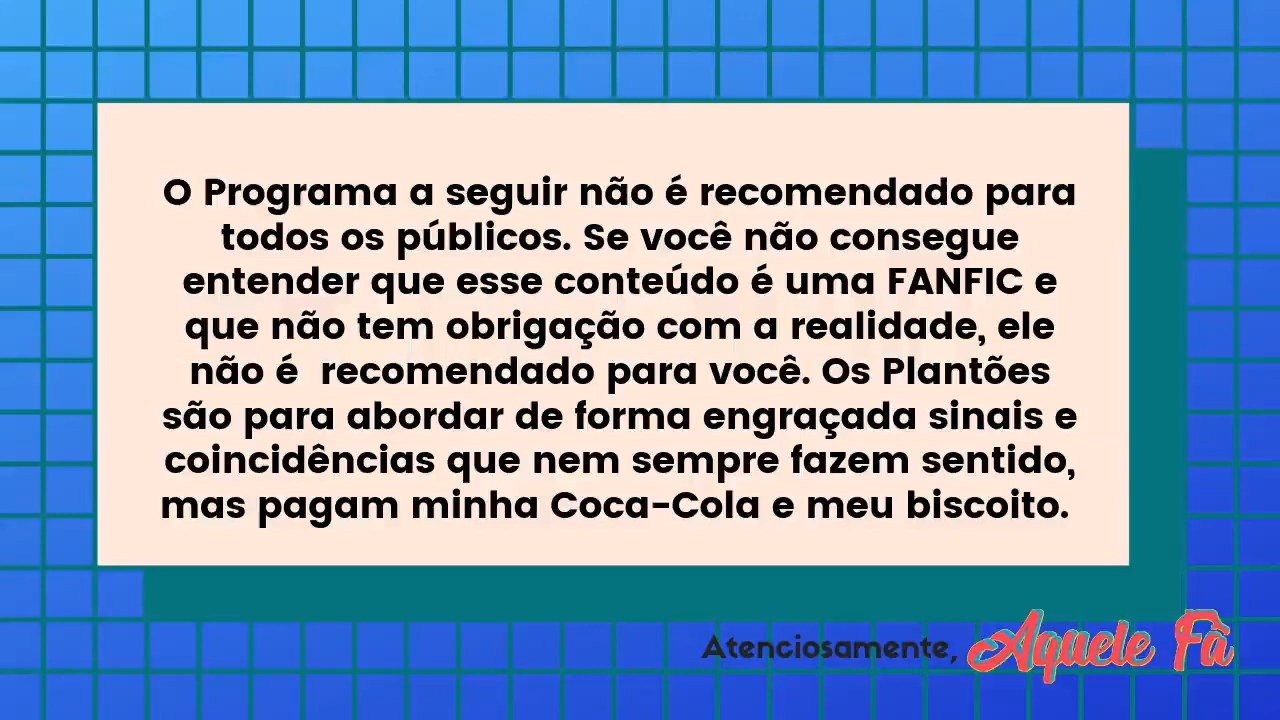 O Programa a seguir não é recomendado para
todos os públicos. Se você não consegue
entender que esse conteúdo é uma FANFIC e
que não tem obrigação com a realidade, ele
não é  recomendado para você. Os Plantões
são para abordar de forma engraçada sinais e
coincidências que nem sempre fazem sentido,
mas pagam minha Coca-Cola e meu biscoito.
Atenciosamente, Aquele Fã